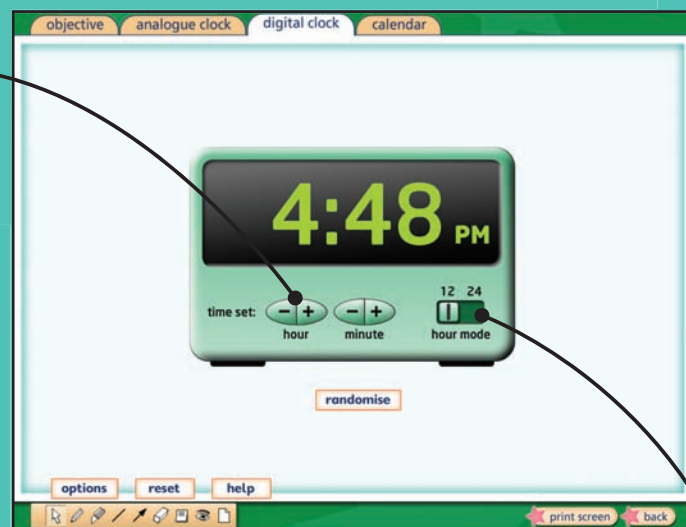 objective analogue clock digital clock calendar
4:48 PM
12 24
time set: - + - +
hour minute hour mode
randomise
options reset help
print screen back